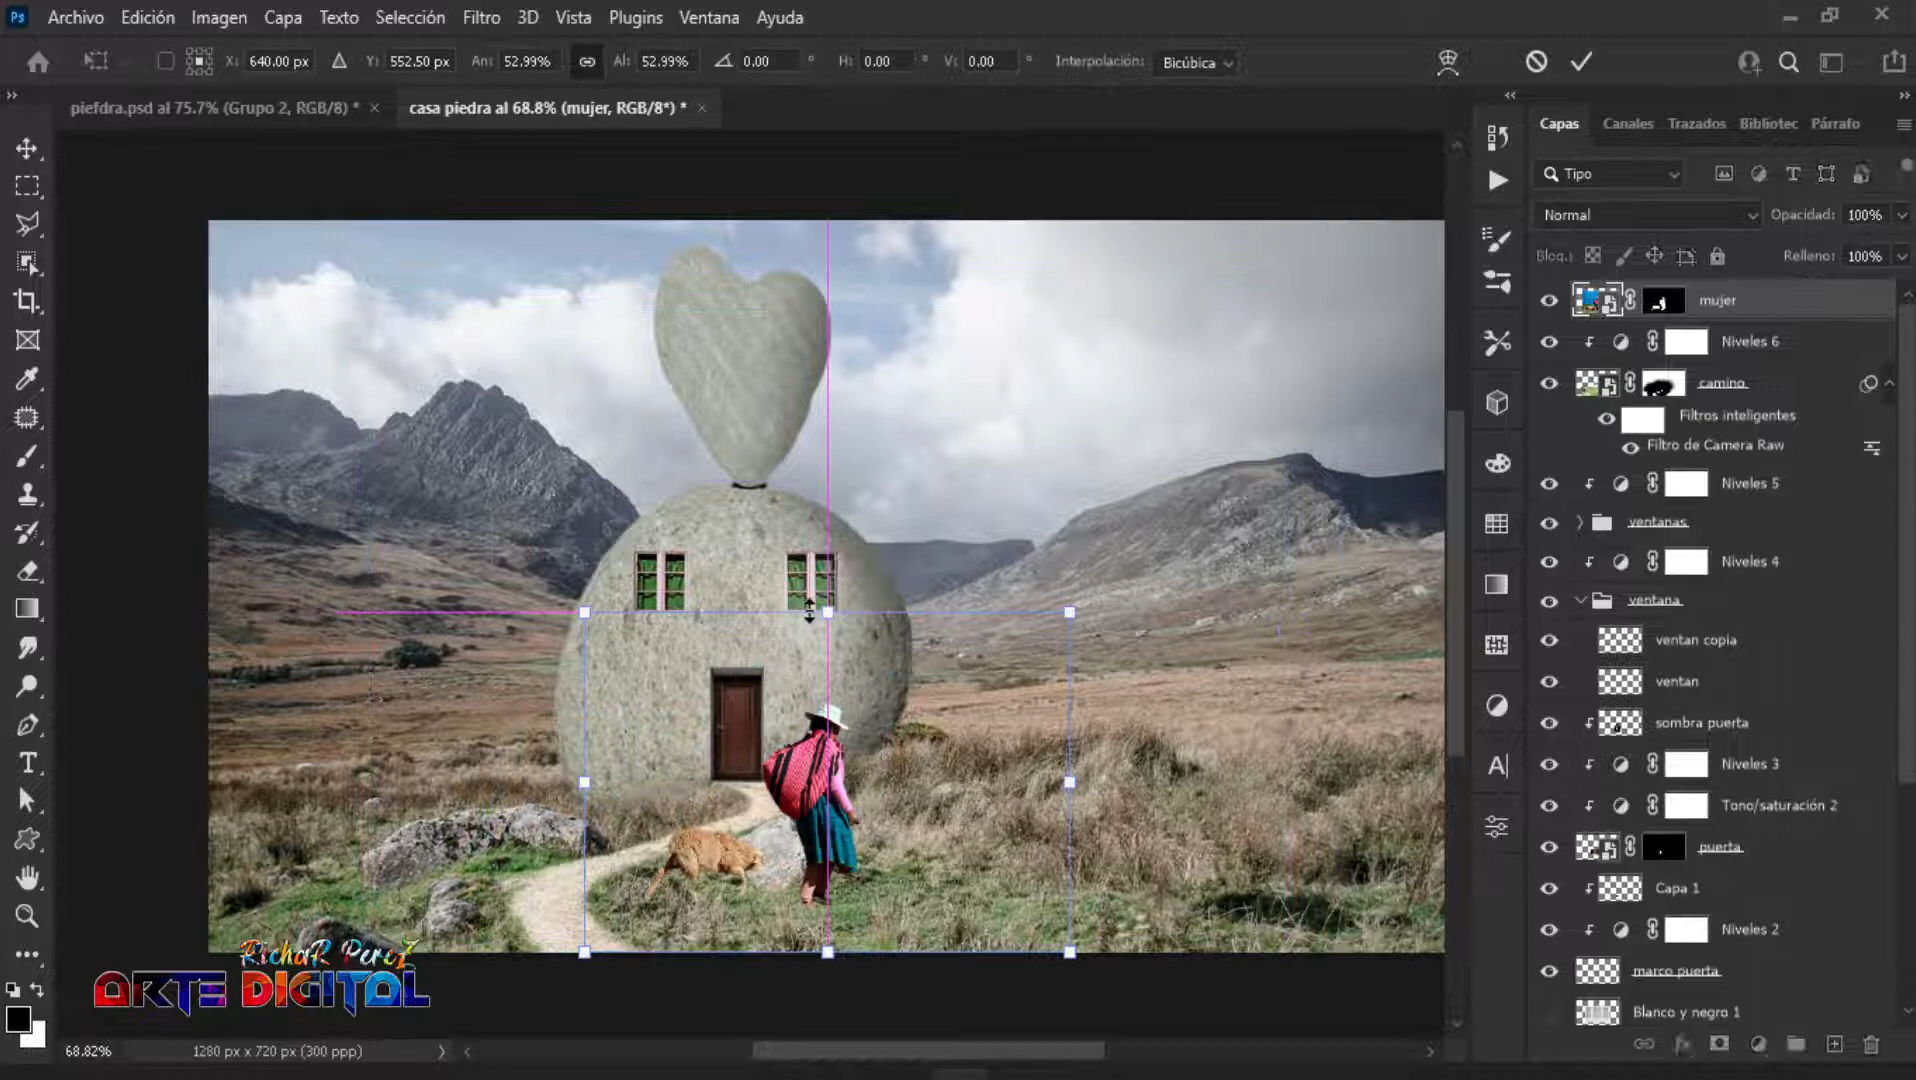 Ps Archivo Edición Imagen Capa Texto Selección Filtro 3D Vista Plugins Ventana Ayuda
X: 640.00 px Y: 552.50 px An: 52.99% Al: 52.99% 0.00 ° H: 0.00 ° V: 0.00 ° Interpolación: Bicúbica
piefdra.psd al 75.7% (Grupo 2, RGB/8) * × casa piedra al 68.8% (mujer, RGB/8*) * ×
Capas Canales Trazados Bibliotec Párrafo
Tipo
Normal Opacidad: 100%
Bloq.: Relleno: 100%
mujer
Niveles 6
camino
Filtros inteligentes
Filtro de Camera Raw
Niveles 5
ventanas
Niveles 4
ventana
ventan copia
ventan
sombra puerta
Niveles 3
Tono/saturación 2
puerta
Capa 1
Niveles 2
marco puerta
Blanco y negro 1
RichaR PereZ
ARTE DIGITAL
68.82% 1280 px x 720 px (300 ppp)